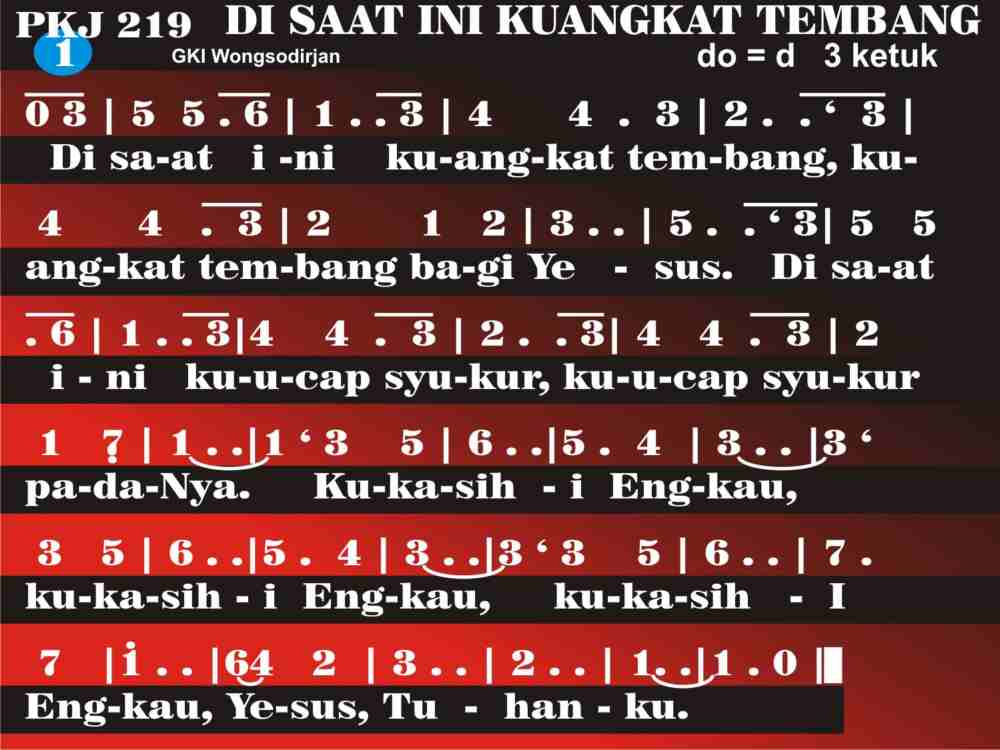 PKJ 219 DI SAAT INI KUANGKAT TEMBANG
1 GKI Wongsodirjan do = d 3 ketuk
0 3 | 5 5 . 6 | 1 . . 3 | 4 4 . 3 | 2 . . ‘ 3 |
Di sa-at i -ni ku-ang-kat tem-bang, ku-
4 4 . 3 | 2 1 2 | 3 . . | 5 . . ‘ 3 | 5 5
ang-kat tem-bang ba-gi Ye - sus. Di sa-at
. 6 | 1 . . 3 | 4 4 . 3 | 2 . . 3 | 4 4 . 3 | 2
i - ni ku-u-cap syu-kur, ku-u-cap syu-kur
1 7̣ | 1 . . | 1 ‘ 3 5 | 6 . . | 5 . 4 | 3 . . | 3 ‘
pa-da-Nya. Ku-ka-sih - i Eng-kau,
3 5 | 6 . . | 5 . 4 | 3 . . | 3 ‘ 3 5 | 6 . . | 7 .
ku-ka-sih - i Eng-kau, ku-ka-sih - I
7 | i . . | 64 2 | 3 . . | 2 . . | 1 . . | 1 . 0 ||
Eng-kau, Ye-sus, Tu - han - ku.